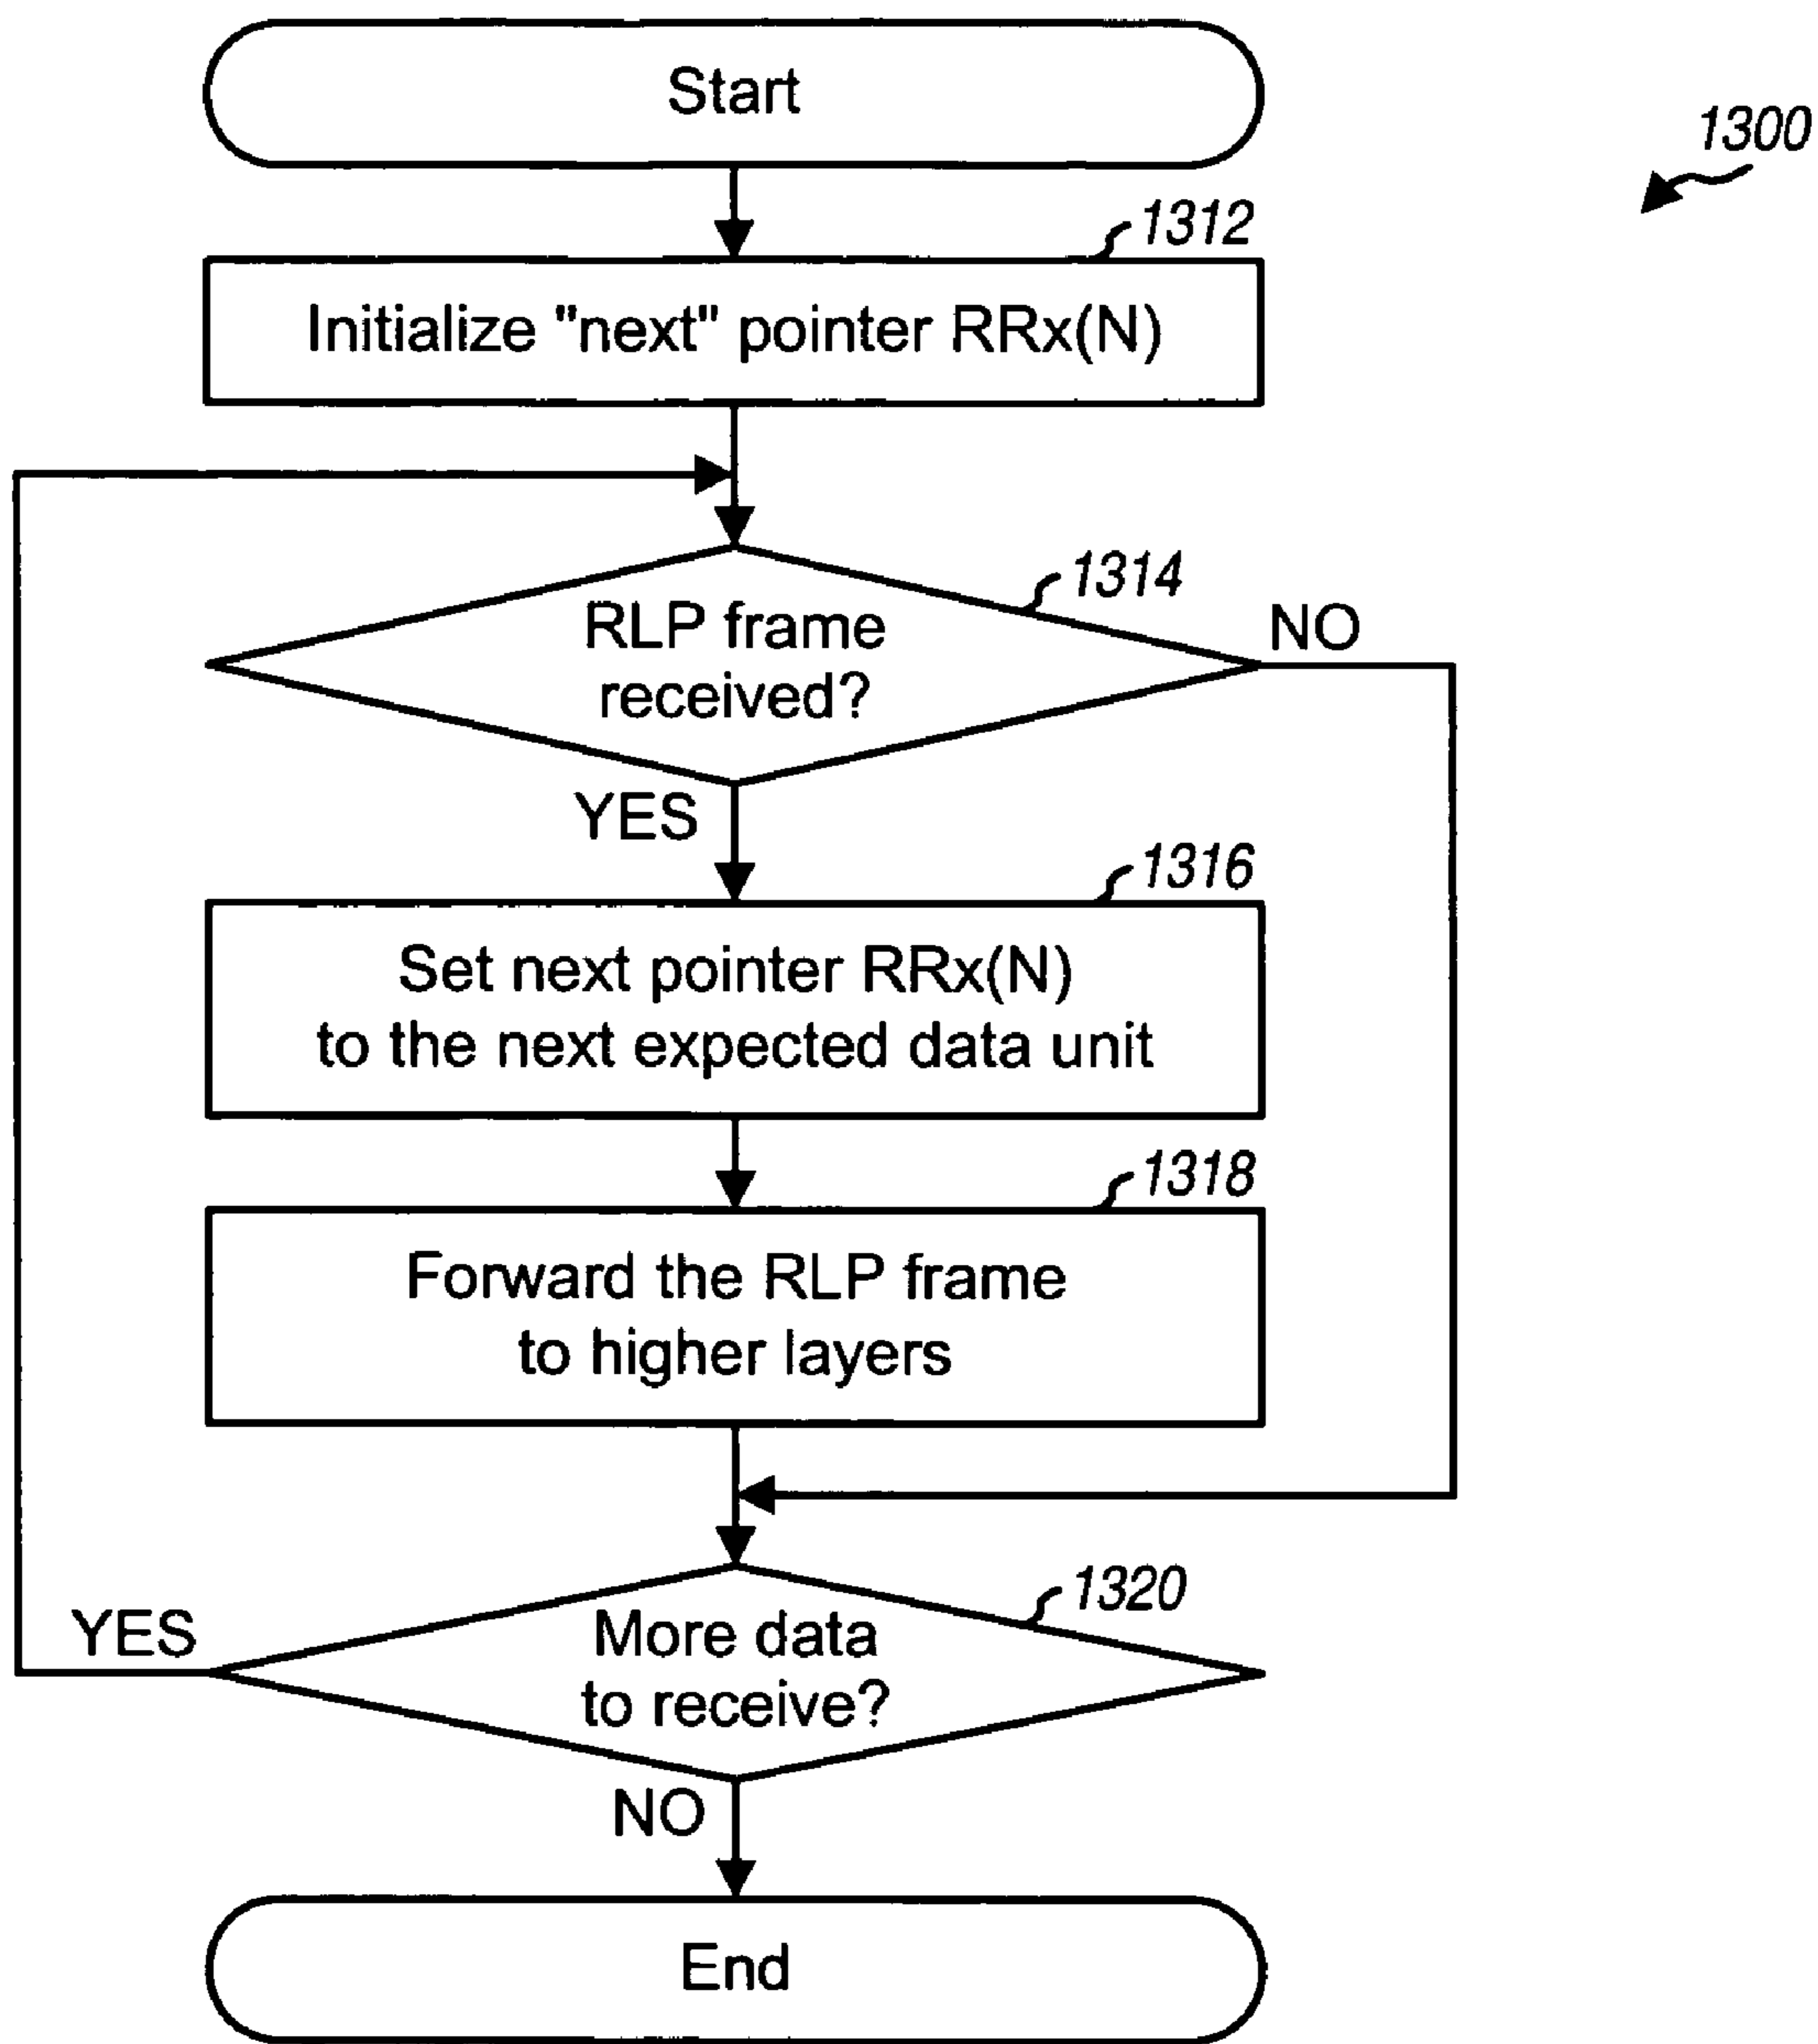 Start
1300
1312
Initialize "next" pointer RRx(N)
1314
RLP frame
received?
NO
YES
1316
Set next pointer RRx(N)
to the next expected data unit
1318
Forward the RLP frame
to higher layers
1320
YES
More data
to receive?
NO
End